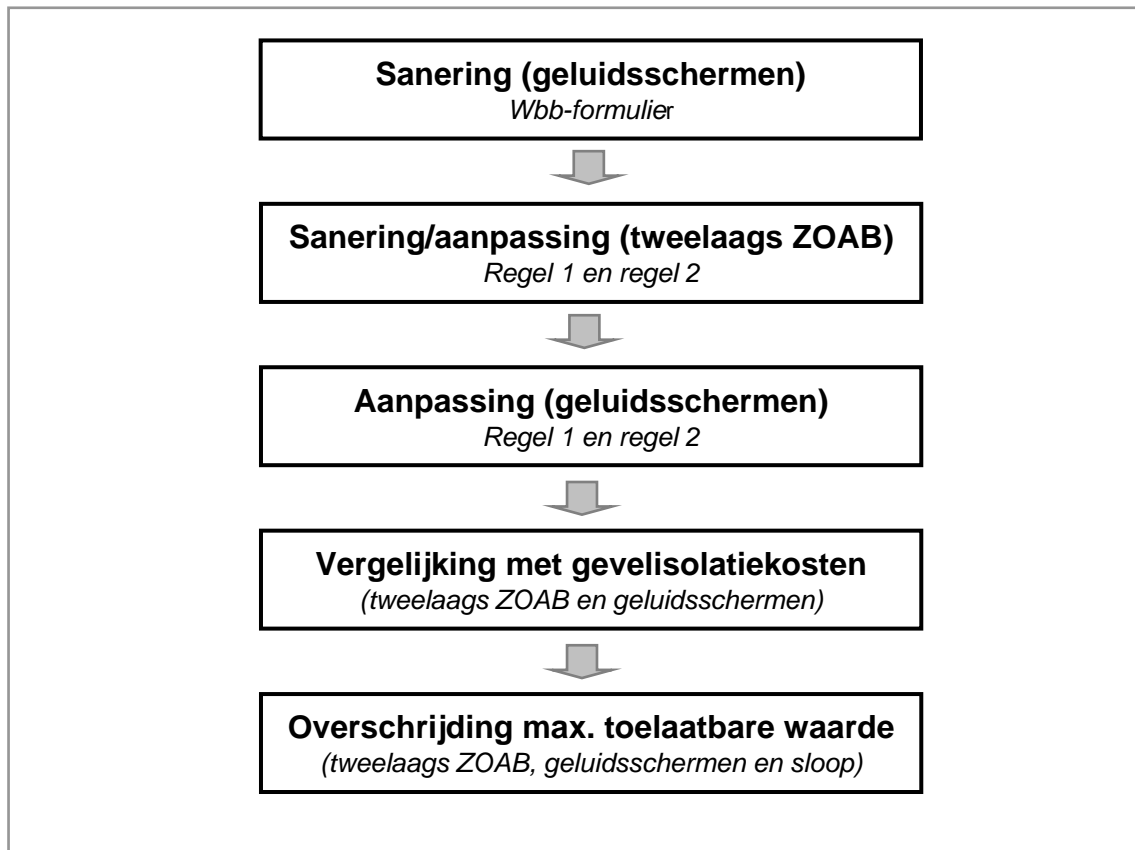 Sanering (geluidsschermen)
Wbb-formulier
Sanering/aanpassing (tweelaags ZOAB)
Regel 1 en regel 2
Aanpassing (geluidsschermen)
Regel 1 en regel 2
Vergelijking met gevelisolatiekosten
(tweelaags ZOAB en geluidsschermen)
Overschrijding max. toelaatbare waarde
(tweelaags ZOAB, geluidsschermen en sloop)